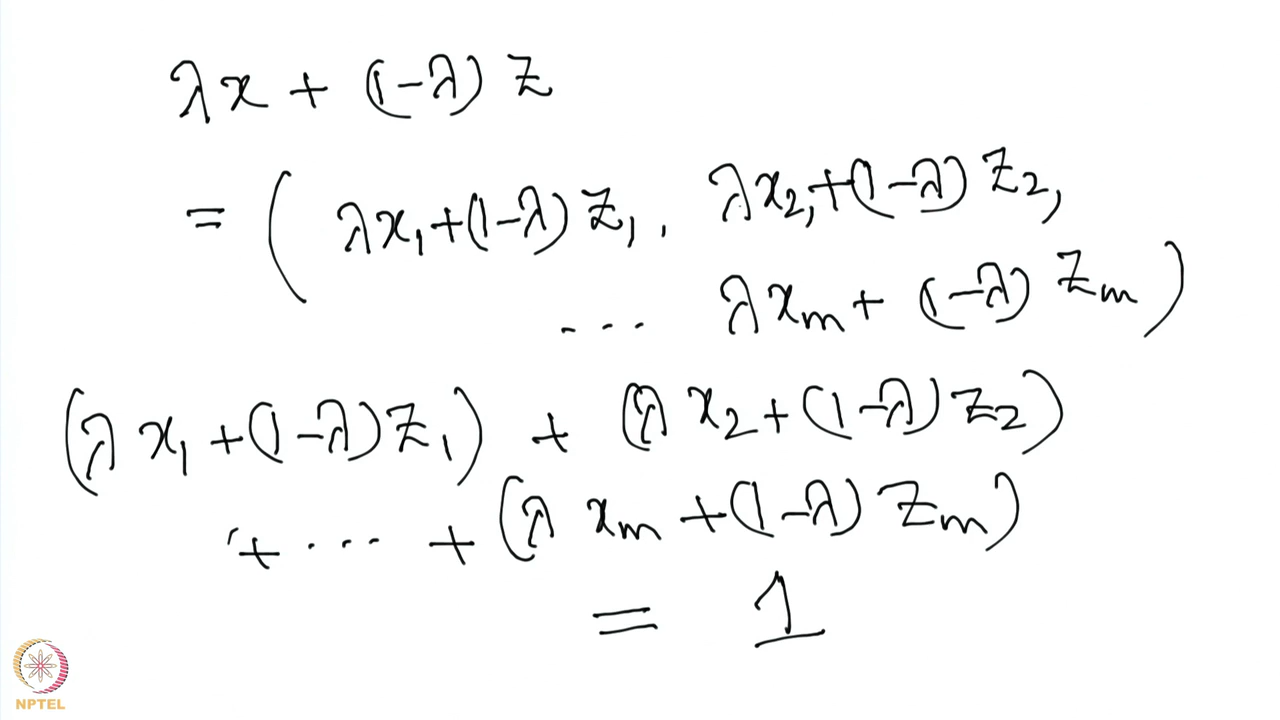 λx + (1-λ) z
= ( λx₁+(1-λ) z₁, λx₂,+(1-λ) z₂,
... λxₘ + (1-λ) zₘ )
(λ x₁ +(1-λ) z₁) + (λ x₂ + (1-λ) z₂)
+ ... + (λ xₘ +(1-λ) zₘ)
= 1
NPTEL